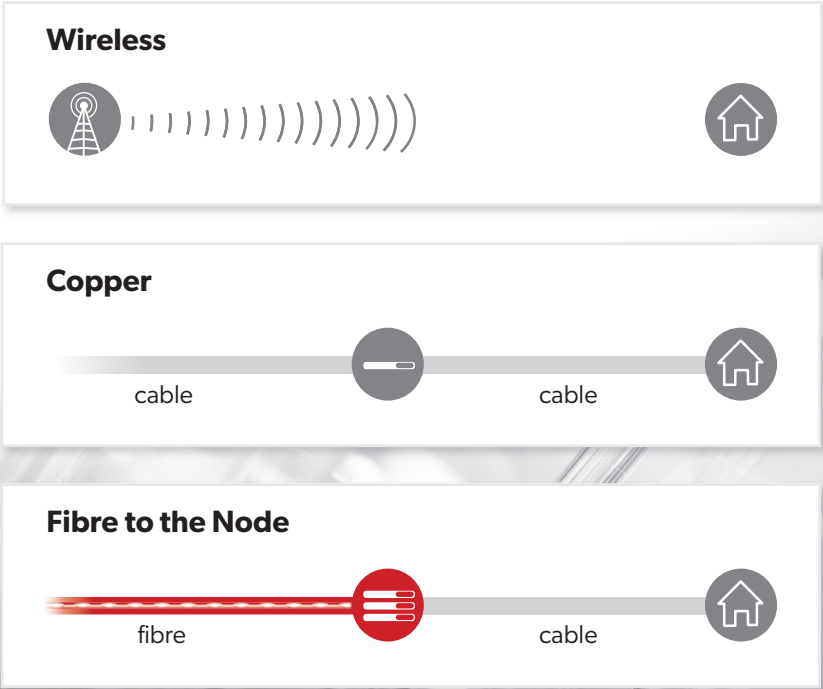 Wireless
Copper
cable cable
Fibre to the Node
fibre cable